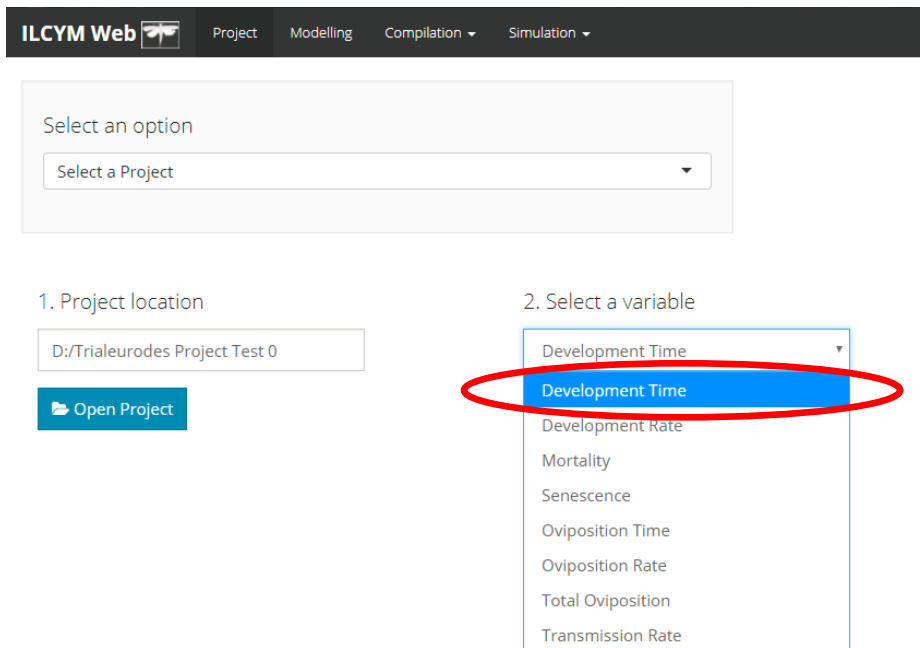 ILCYM Web Project Modelling Compilation Simulation
Select an option
Select a Project
1. Project location
D:/Trialeurodes Project Test 0
Open Project
2. Select a variable
Development Time
Development Time
Development Rate
Mortality
Senescence
Oviposition Time
Oviposition Rate
Total Oviposition
Transmission Rate